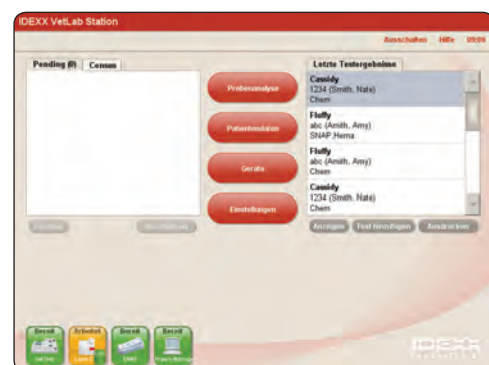 IDEXX VetLab Station
Ausschalten Hilfe 09:09
Pending (0) Census
Probenanalyse
Patientendaten
Geräte
Einstellungen
Letzte Testergebnisse
Cassidy
1234 (Smith, Nate)
Chem
Fluffy
abc (Amith, Amy)
SNAP,Hema
Fluffy
abc (Amith, Amy)
Chem
Cassidy
1234 (Smith, Nate)
Chem
Anzeigen Test hinzufügen Ausdrucken
Bereit Arbeitet Bereit Bereit
SNAP
IDEXX